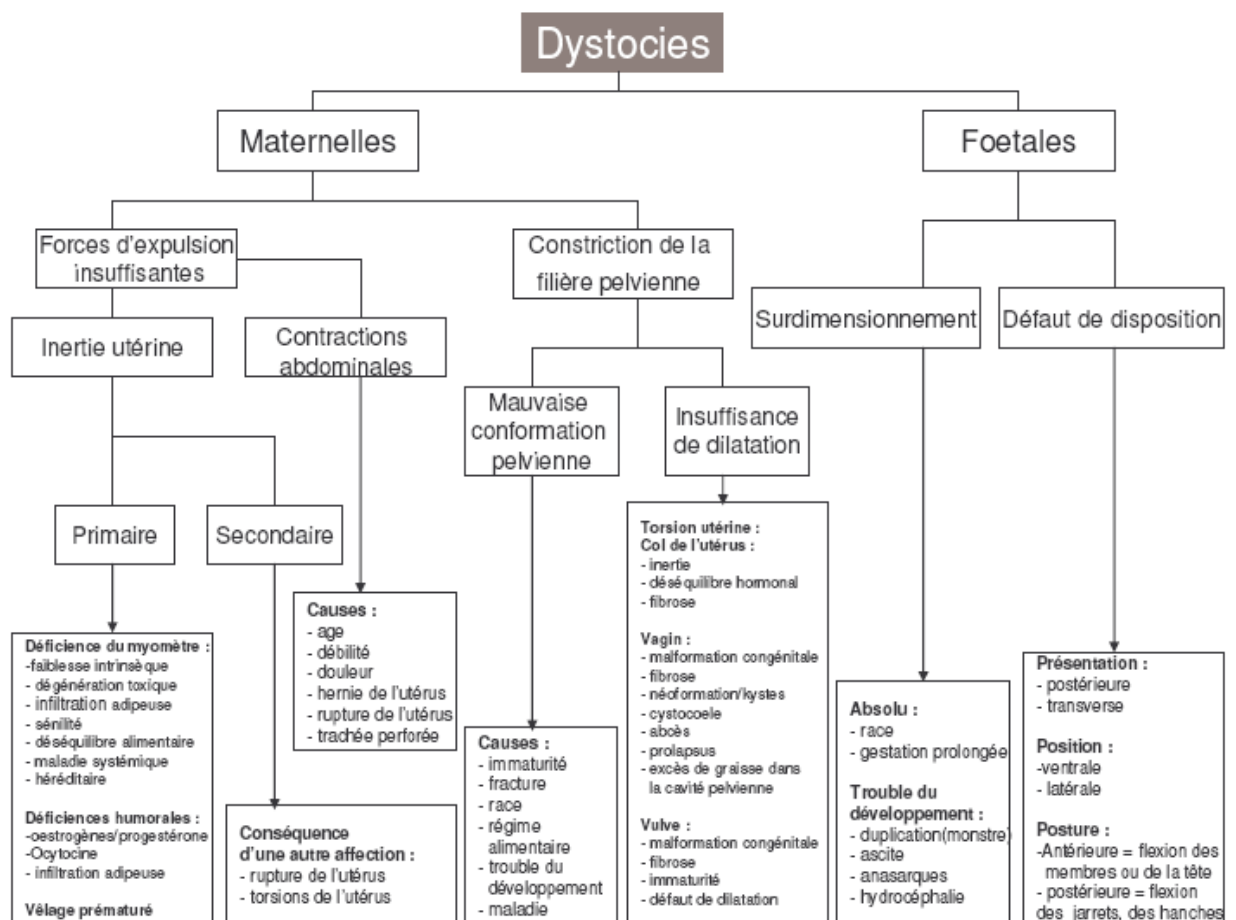 Dystocies
Maternelles
Foetales
Forces d'expulsion
insuffisantes
Constriction de la
filière pelvienne
Surdimensionnement
Défaut de disposition
Inertie utérine
Contractions
abdominales
Mauvaise
conformation
pelvienne
Insuffisance
de dilatation
Primaire
Secondaire
Déficience du myomètre :
-faiblesse intrinsèque
- dégénération toxique
- infiltration adipeuse
- sénilité
- déséquilibre alimentaire
- maladie systémique
- héréditaire
Déficiences humorales :
-oestrogènes/progestérone
-Ocytocine
- infiltration adipeuse
Vêlage prématuré
Conséquence
d'une autre affection :
- rupture de l'utérus
- torsions de l'utérus
Causes :
- age
- débilité
- douleur
- hernie de l'utérus
- rupture de l'utérus
- trachée perforée
Causes :
- immaturité
- fracture
- race
- régime
alimentaire
- trouble du
développement
- maladie
Torsion utérine :
Col de l'utérus :
- inertie
- déséquilibre hormonal
- fibrose
Vagin :
- malformation congénitale
- fibrose
- néoformation/kystes
- cystocoele
- abcès
- prolapsus
- excès de graisse dans
la cavité pelvienne
Vulve :
- malformation congénitale
- fibrose
- immaturité
- défaut de dilatation
Absolu :
- race
- gestation prolongée
Trouble du
développement :
- duplication(monstre)
- ascite
- anasarques
- hydrocéphalie
Présentation :
- postérieure
- transverse
Position :
-ventrale
- latérale
Posture :
-Antérieure = flexion des
membres ou de la tête
- postérieure = flexion
des jarrets, des hanches